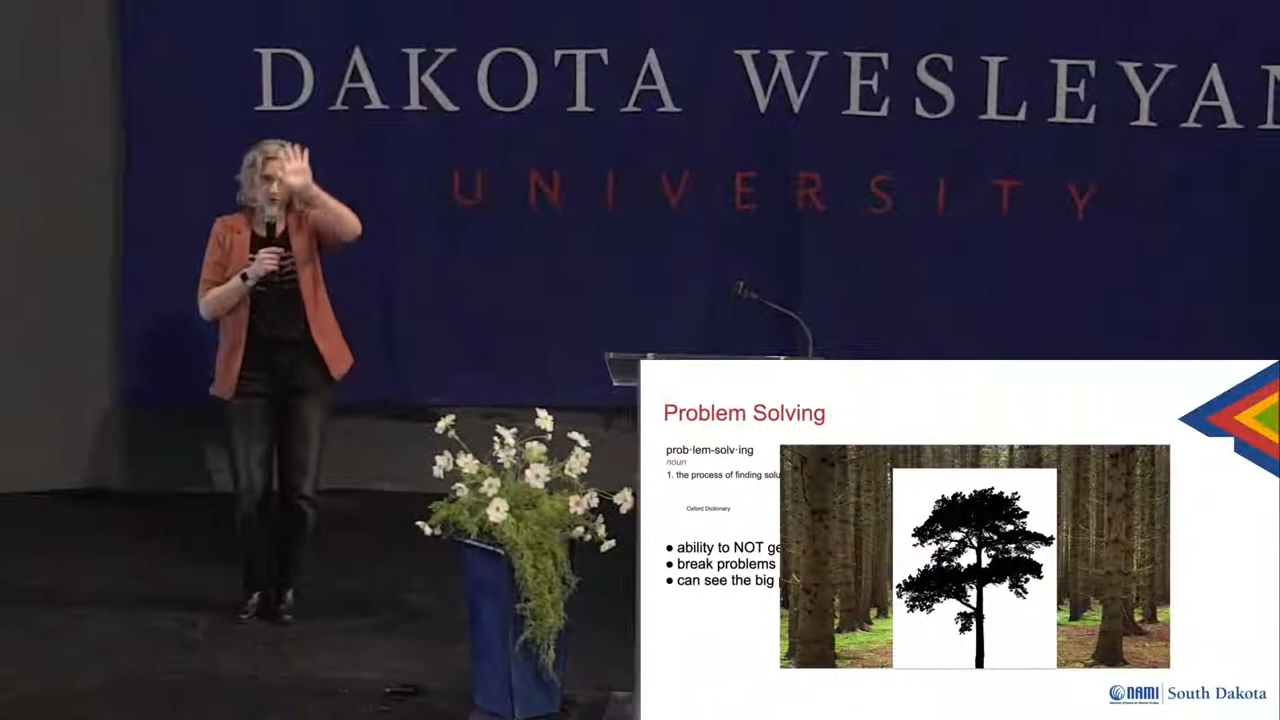 DAKOTA WESLEYAN
UNIVERSITY
Problem Solving
prob·lem-solv·ing
noun
1. the process of finding solu
Oxford Dictionary
● ability to NOT ge
● break problems
● can see the big
NAMI South Dakota